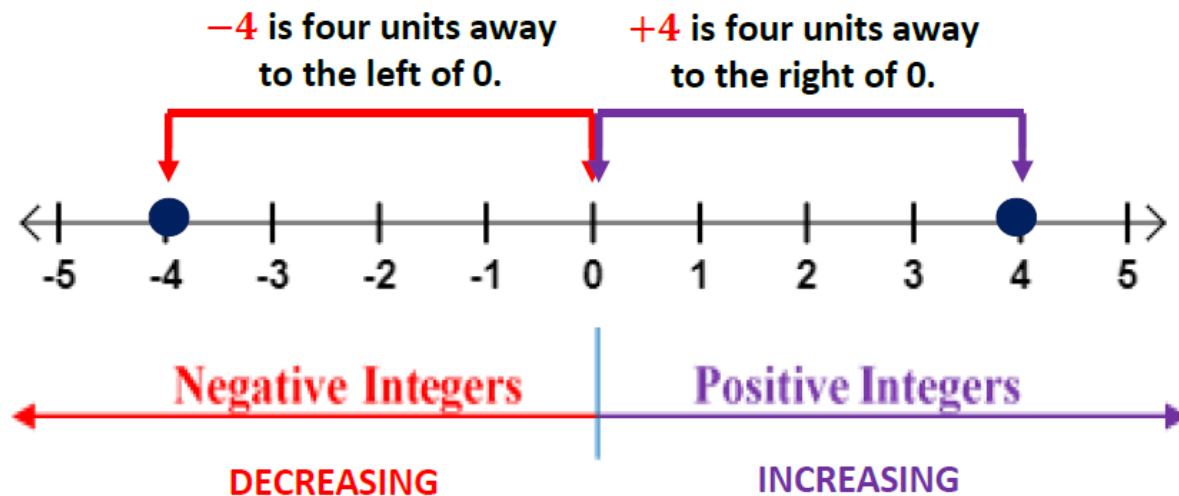 −4 is four units away
to the left of 0.
+4 is four units away
to the right of 0.
-5 -4 -3 -2 -1 0 1 2 3 4 5
Negative Integers Positive Integers
DECREASING INCREASING